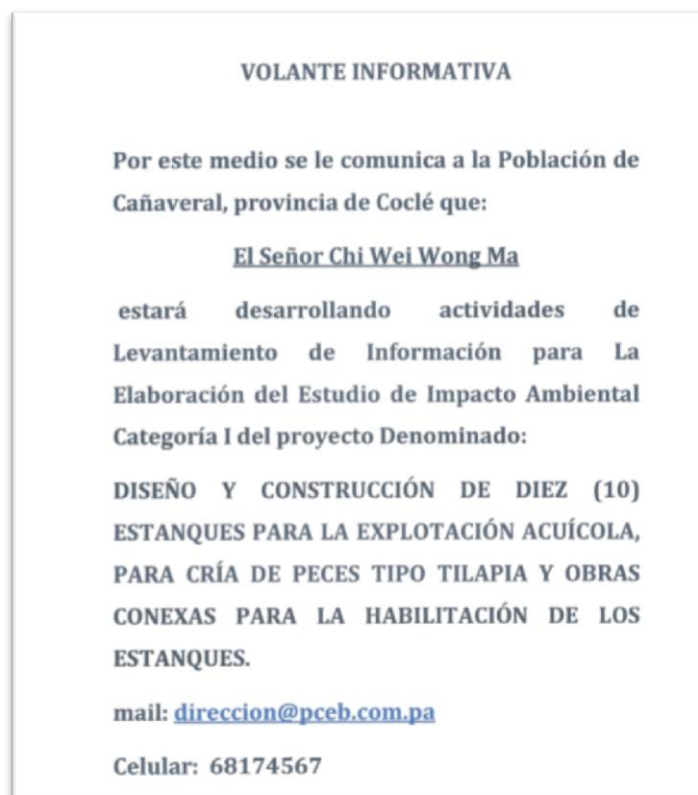 VOLANTE INFORMATIVA
Por este medio se le comunica a la Población de
Cañaveral, provincia de Coclé que:
El Señor Chi Wei Wong Ma
estará desarrollando actividades de
Levantamiento de Información para La
Elaboración del Estudio de Impacto Ambiental
Categoría I del proyecto Denominado:
DISEÑO Y CONSTRUCCIÓN DE DIEZ (10)
ESTANQUES PARA LA EXPLOTACIÓN ACUÍCOLA,
PARA CRÍA DE PECES TIPO TILAPIA Y OBRAS
CONEXAS PARA LA HABILITACIÓN DE LOS
ESTANQUES.
mail: direccion@pceb.com.pa
Celular: 68174567